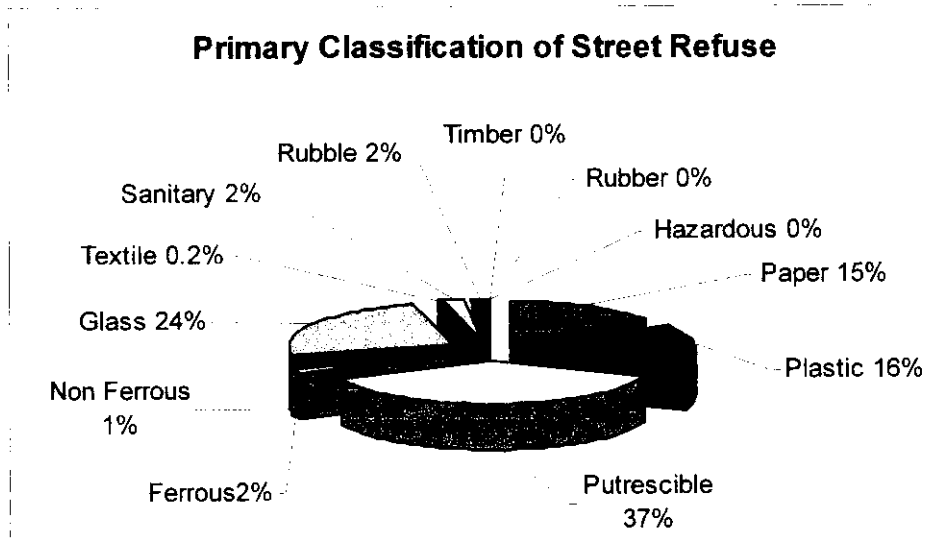 Primary Classification of Street Refuse
Timber 0%
Rubble 2%
Rubber 0%
Sanitary 2%
Hazardous 0%
Textile 0.2%
Paper 15%
Glass 24%
Plastic 16%
Non Ferrous
1%
Ferrous2%
Putrescible
37%